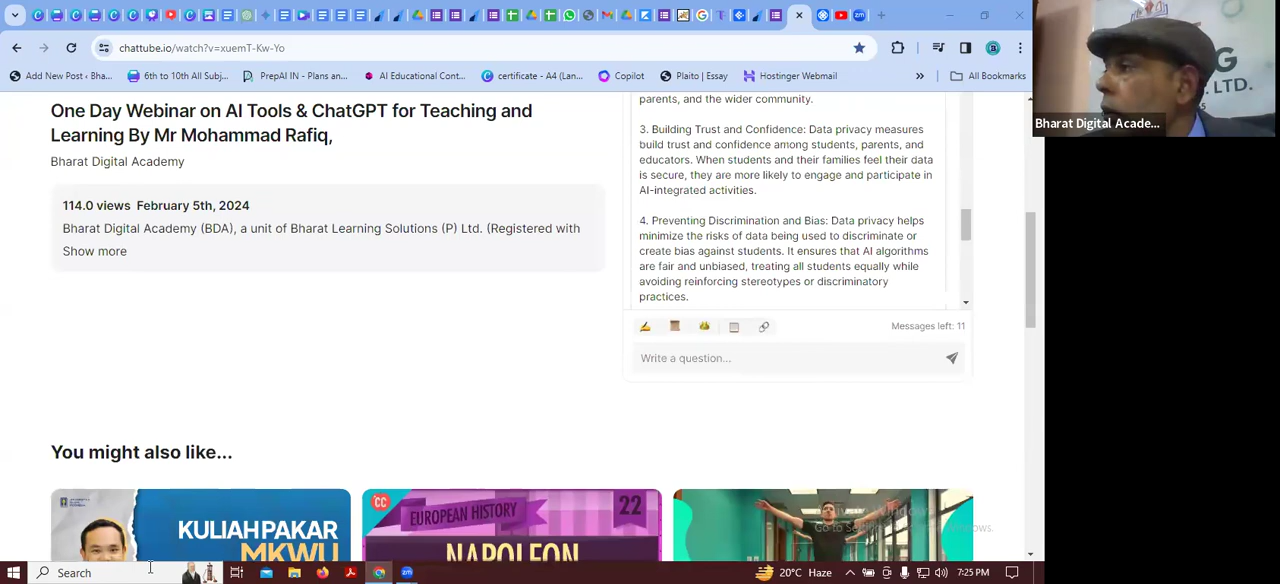 chattube.io/watch?v=xuemT-Kw-Yo
Add New Post ‹ Bha...
6th to 10th All Subj...
PrepAI IN - Plans an...
AI Educational Cont...
certificate - A4 (Lan...
Copilot
Plaito | Essay
Hostinger Webmail
»
All Bookmarks
G
LTD.
Bharat Digital Acade...
One Day Webinar on AI Tools & ChatGPT for Teaching and
Learning By Mr Mohammad Rafiq,
Bharat Digital Academy
114.0 views February 5th, 2024
Bharat Digital Academy (BDA), a unit of Bharat Learning Solutions (P) Ltd. (Registered with
Show more
parents, and the wider community.
3. Building Trust and Confidence: Data privacy measures
build trust and confidence among students, parents, and
educators. When students and their families feel their data
is secure, they are more likely to engage and participate in
AI-integrated activities.
4. Preventing Discrimination and Bias: Data privacy helps
minimize the risks of data being used to discriminate or
create bias against students. It ensures that AI algorithms
are fair and unbiased, treating all students equally while
avoiding reinforcing stereotypes or discriminatory
practices.
Messages left: 11
Write a question...
You might also like...
KULIAH PAKAR
MKWU
CC
EUROPEAN HISTORY
22
NAPOLEON
Search
20°C Haze
7:25 PM